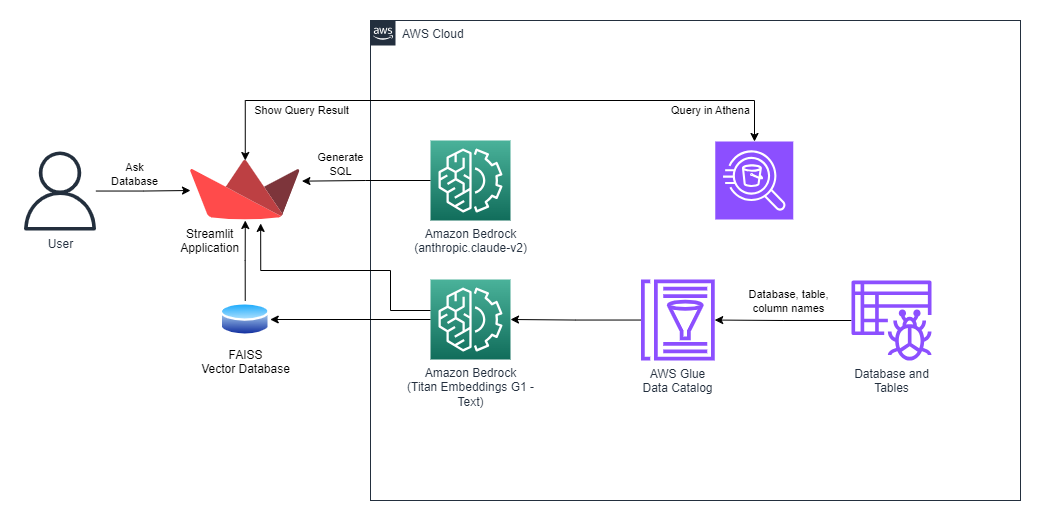 aws
AWS Cloud
Show Query Result
Query in Athena
Ask
Database
Generate
SQL
User
Streamlit
Application
Amazon Bedrock
(anthropic.claude-v2)
Database, table,
column names
FAISS
Vector Database
Amazon Bedrock
(Titan Embeddings G1 -
Text)
AWS Glue
Data Catalog
Database and
Tables